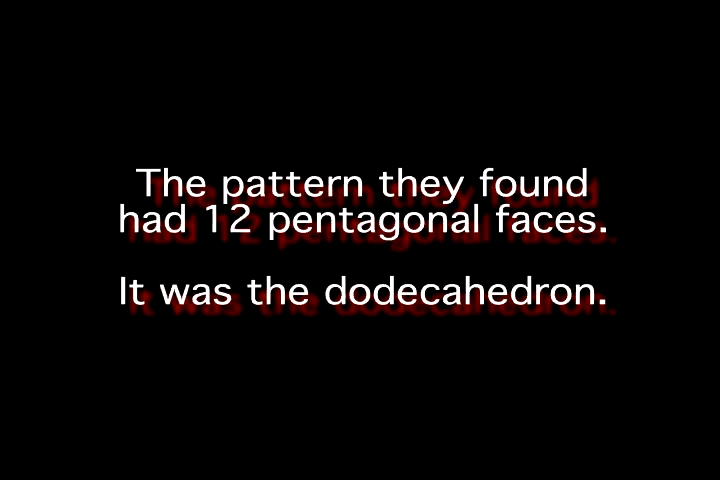 The pattern they found
had 12 pentagonal faces.
It was the dodecahedron.